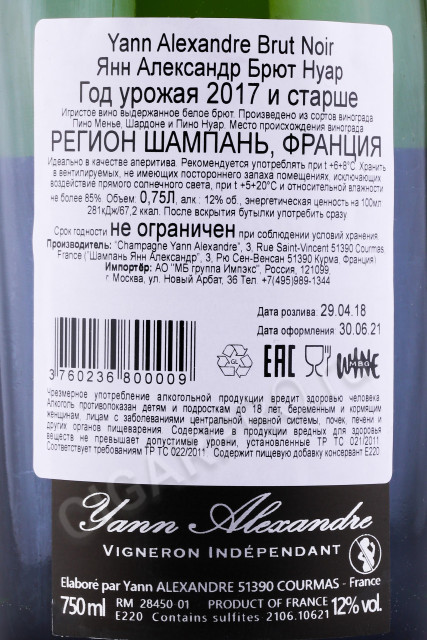 Yann Alexandre Brut Noir
Янн Александр Брют Нуар
Год урожая 2017 и старше
Игристое вино выдержанное белое брют. Произведено из сортов винограда
Пино Менье, Шардоне и Пино Нуар. Место происхождения винограда
РЕГИОН ШАМПАНЬ, ФРАНЦИЯ
Идеально в качестве аперитива. Рекомендуется употреблять при t +6+8°C Хранить
в вентилируемых, не имеющих постороннего запаха помещениях, исключающих
воздействие прямого солнечного света, при t +5+20°C и относительной влажности
не более 85%. Объем 0,75Л, алк.: 12% об., энергетическая ценность на 100мл
281кДж/67,2 ккал. После вскрытия бутылки употребить сразу
Срок годности не ограничен при соблюдении условий хранения.
Производитель: "Champagne Yann Alexandre", 3, Rue Saint-Vincent 51390 Courmas
France ("Шампань Янн Александр", 3, Рю Сен-Венсан 51390 Курма, Франция)
Импортёр: АО "МБ группа Импэкс", Россия, 121099,
г. Москва, ул. Новый Арбат, 36 Тел. +7(495)989-1344
Дата розлива: 29.04.18
Дата оформления 30.06.21
GL
EAC
WINE
MBG
3 760236 800009
Чрезмерное употребление алкогольной продукции вредит здоровью человека
Алкоголь противопоказан детям и подросткам до 18 лет, беременным и кормящим
женщинам, лицам с заболеваниями центральной нервной системы, почек, печени и
других органов пищеварения. Содержание в продукции вредных для здоровья
веществ не превышает допустимые уровни, установленные ТР ТС 021/2011
Соответствует требованиям ТР ТС 022/2011 Содержит пищевую добавку консервант Е220
Yann Alexandre
VIGNERON INDÉPENDANT
Elaboré par Yann ALEXANDRE 51390 COURMAS - France
750 ml RM 28450 01 PRODUCT OF FRANCE 12% vol.
E220 Contains sulfites 2106.10621